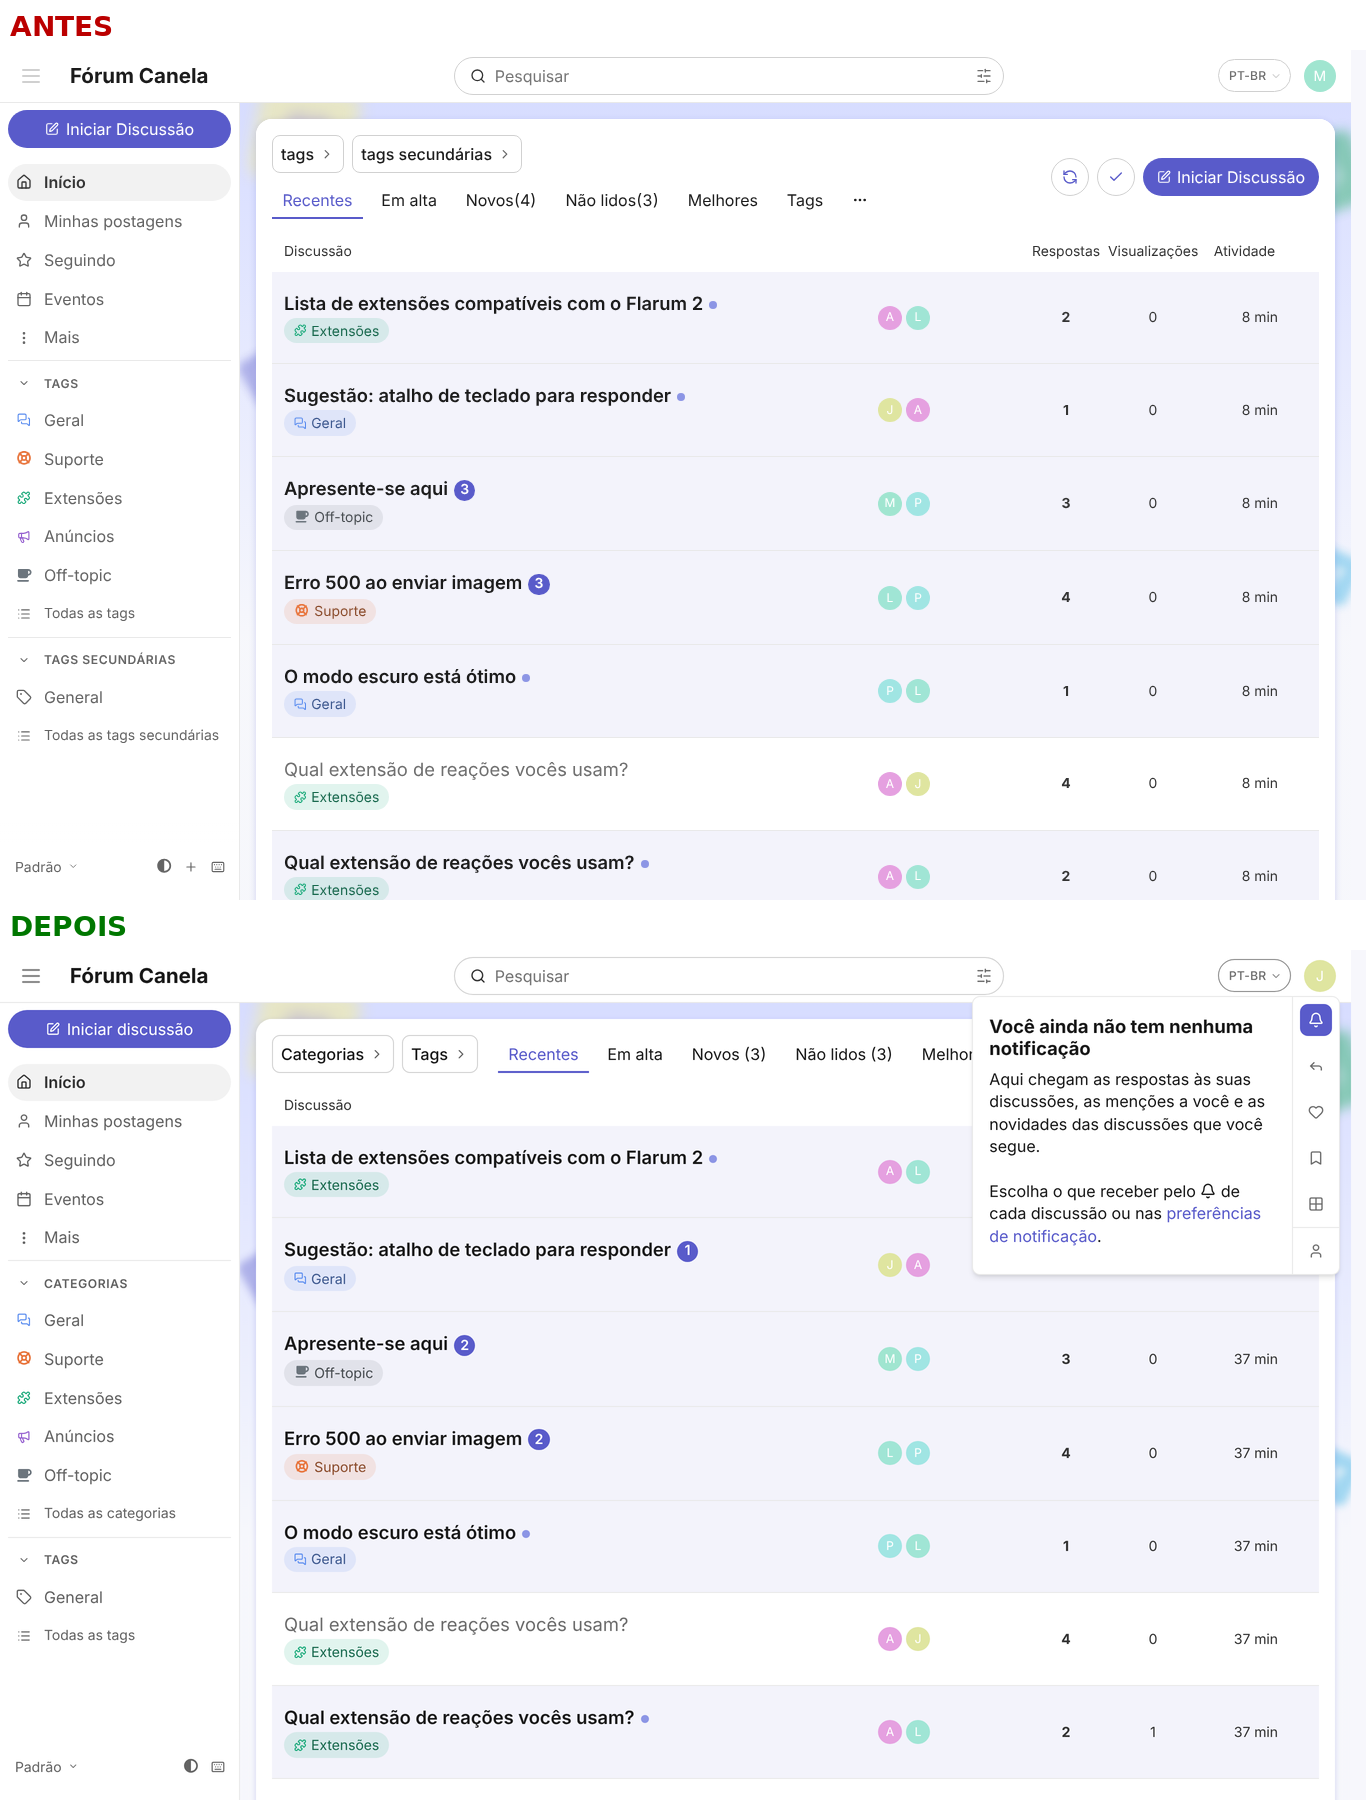 ANTES
Fórum Canela
Pesquisar
PT-BR
M
Iniciar Discussão
Início
Minhas postagens
Seguindo
Eventos
Mais
TAGS
Geral
Suporte
Extensões
Anúncios
Off-topic
Todas as tags
TAGS SECUNDÁRIAS
General
Todas as tags secundárias
Padrão
tags
tags secundárias
Iniciar Discussão
Recentes Em alta Novos(4) Não lidos(3) Melhores Tags ···
Discussão Respostas Visualizações Atividade
Lista de extensões compatíveis com o Flarum 2
Extensões
A L 2 0 8 min
Sugestão: atalho de teclado para responder
Geral
J A 1 0 8 min
Apresente-se aqui 3
Off-topic
M P 3 0 8 min
Erro 500 ao enviar imagem 3
Suporte
L P 4 0 8 min
O modo escuro está ótimo
Geral
P L 1 0 8 min
Qual extensão de reações vocês usam?
Extensões
A J 4 0 8 min
Qual extensão de reações vocês usam?
Extensões
A L 2 0 8 min
DEPOIS
Fórum Canela
Pesquisar
PT-BR
J
Iniciar discussão
Início
Minhas postagens
Seguindo
Eventos
Mais
CATEGORIAS
Geral
Suporte
Extensões
Anúncios
Off-topic
Todas as categorias
TAGS
General
Todas as tags
Padrão
Categorias Tags Recentes Em alta Novos (3) Não lidos (3) Melhor
Discussão
Lista de extensões compatíveis com o Flarum 2
Extensões
A L
Sugestão: atalho de teclado para responder 1
Geral
J A
Apresente-se aqui 2
Off-topic
M P 3 0 37 min
Erro 500 ao enviar imagem 2
Suporte
L P 4 0 37 min
O modo escuro está ótimo
Geral
P L 1 0 37 min
Qual extensão de reações vocês usam?
Extensões
A J 4 0 37 min
Qual extensão de reações vocês usam?
Extensões
A L 2 1 37 min
Você ainda não tem nenhuma
notificação
Aqui chegam as respostas às suas
discussões, as menções a você e as
novidades das discussões que você
segue.
Escolha o que receber pelo de
cada discussão ou nas preferências
de notificação.